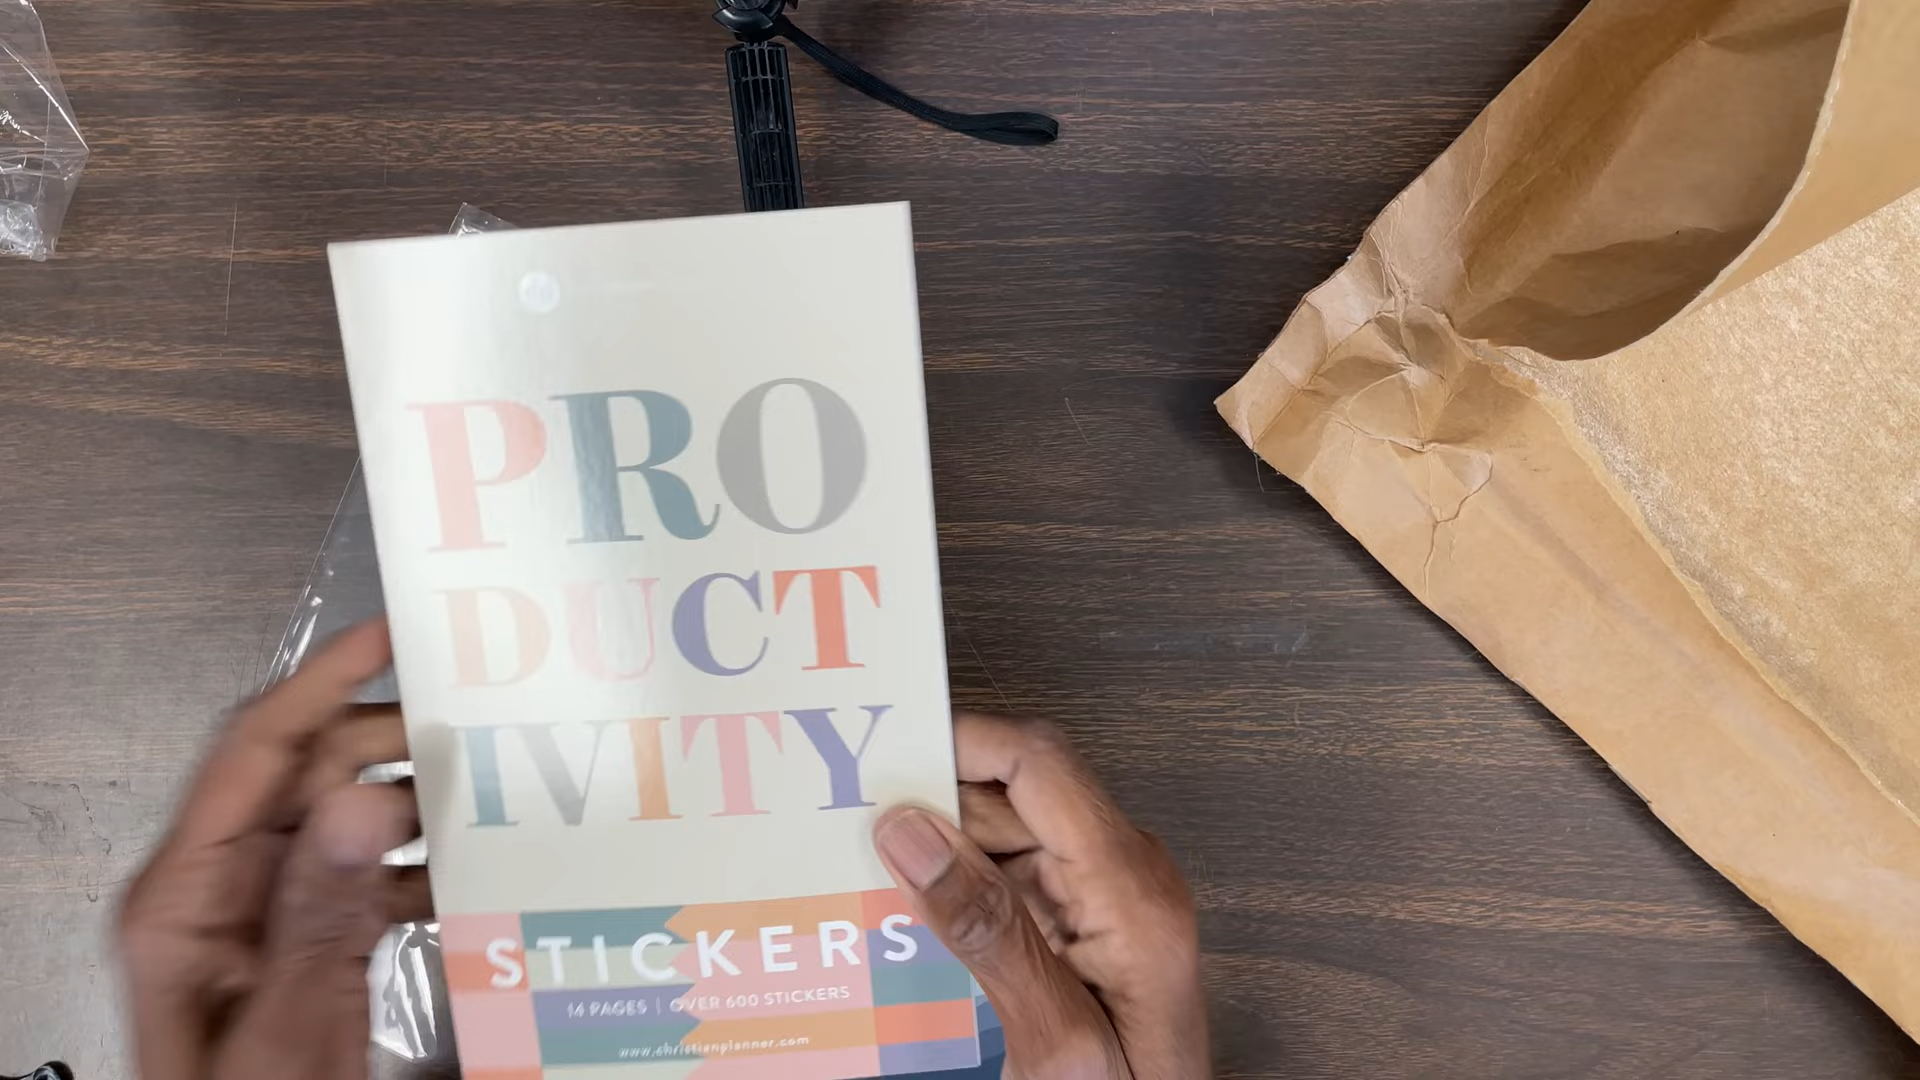 PRO
DUCT
IVITY
STICKERS
14 PAGES | OVER 600 STICKERS
www.christianplanner.com